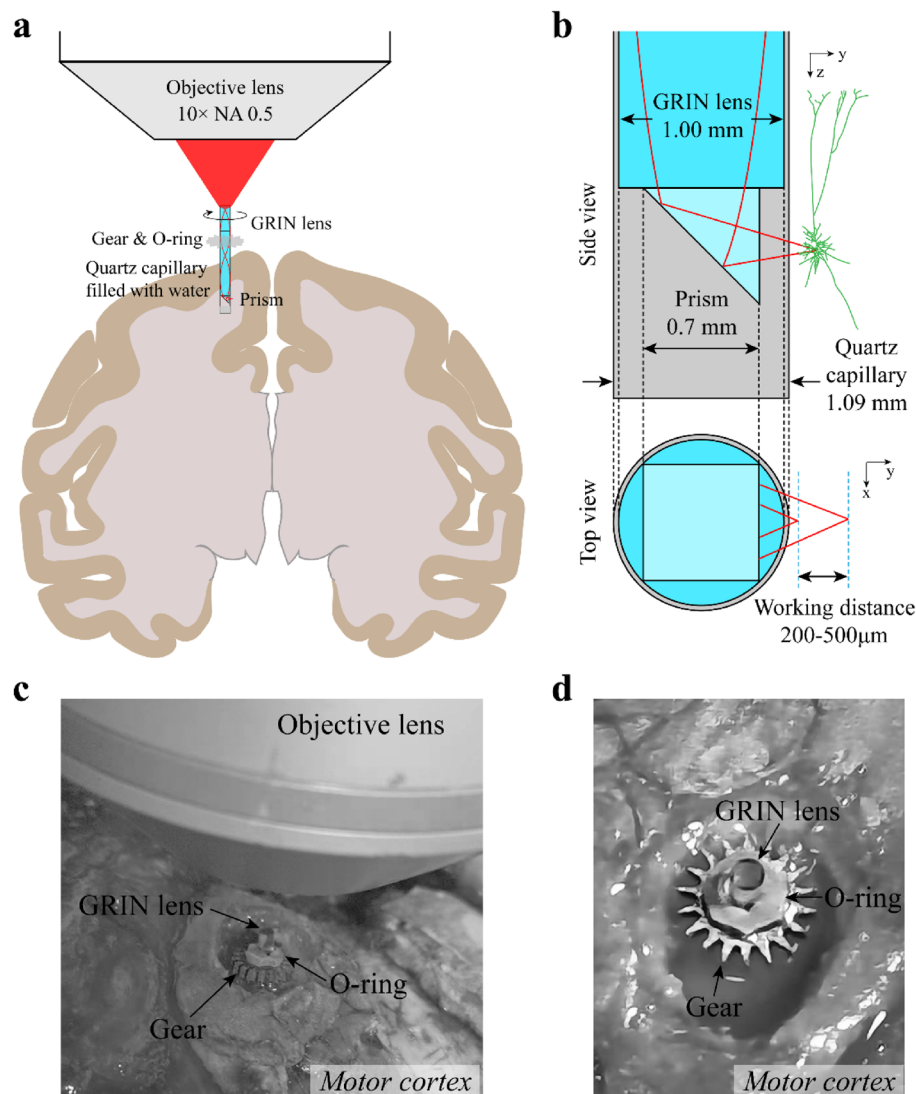 a
Objective lens
10× NA 0.5
GRIN lens
Gear & O-ring
Quartz capillary
filled with water
Prism
b
Side view
GRIN lens
1.00 mm
y
z
Prism
0.7 mm
Quartz
capillary
1.09 mm
Top view
y
x
Working distance
200-500μm
c
Objective lens
GRIN lens
O-ring
Gear
Motor cortex
d
GRIN lens
O-ring
Gear
Motor cortex